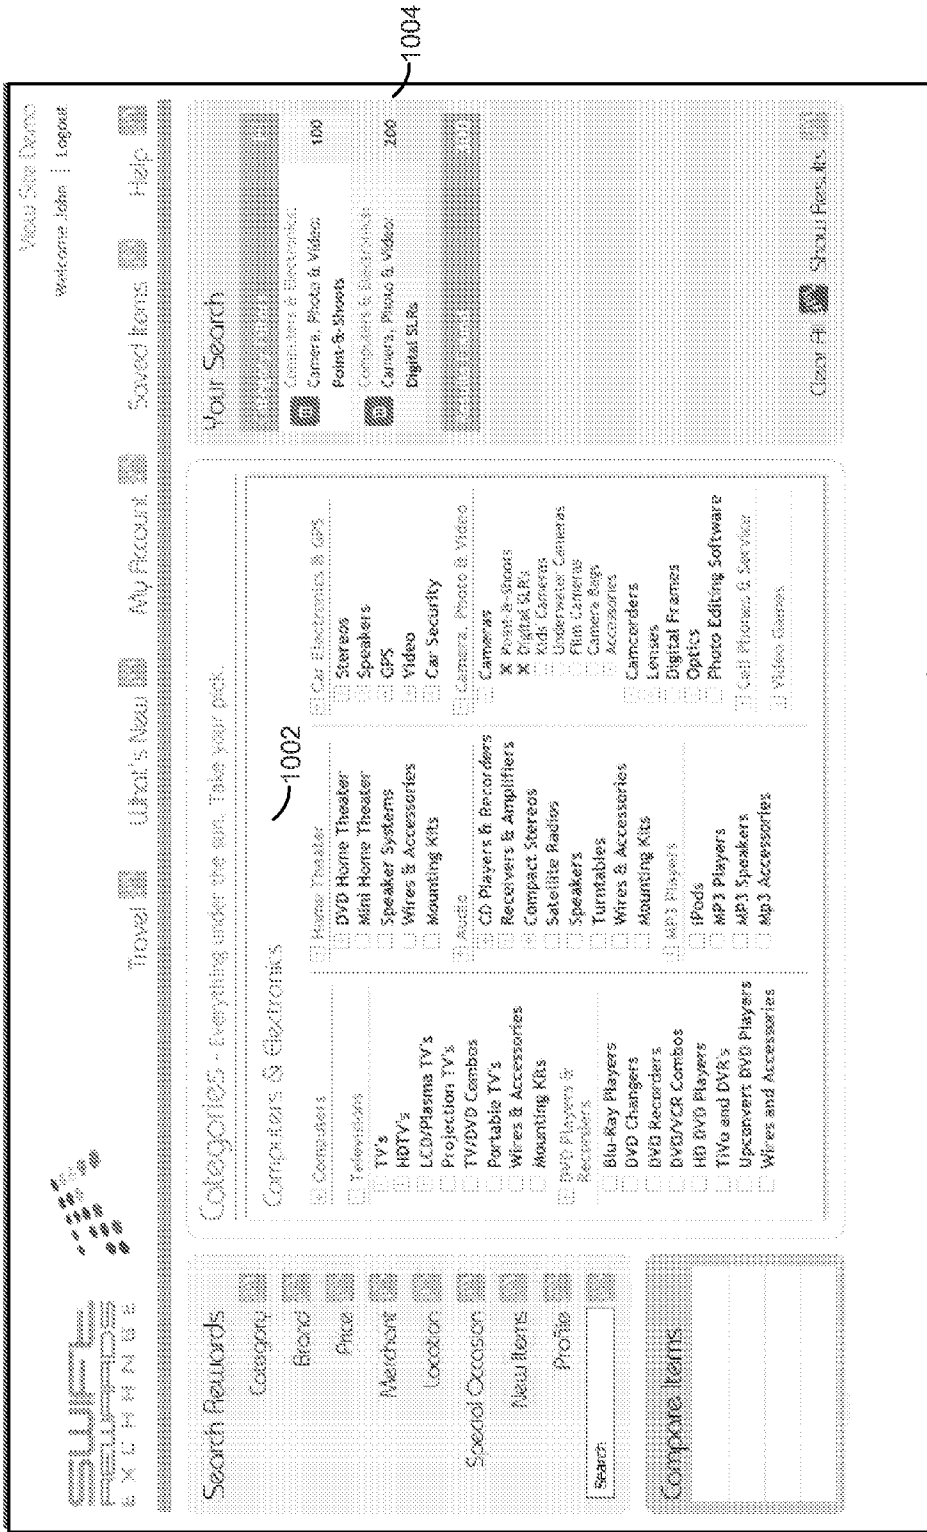 View Site Demo
Welcome John | Logout
SWIFT
REWARDS
EXCHANGE
Travel
What's New
My Account
Saved Items
Help
Search Rewards
Category
Brand
Price
Merchant
Location
Special Occasion
New Items
Profile
Search
Compare Items
Categories - Everything under the sun. Take your pick.
Computers & Electronics
1002
Computers
Televisions
TV's
HDTV's
LCD/Plasma TV's
Projection TV's
TV/DVD Combos
Portable TV's
Wires & Accessories
Mounting Kits
DVD Players &
Recorders
Blu-Ray Players
DVD Changers
DVD Recorders
DVD/VCR Combos
HD DVD Players
TiVo and DVR's
Upconvert DVD Players
Wires and Accessories
Home Theater
DVD Home Theater
Mini Home Theater
Speaker Systems
Wires & Accessories
Mounting Kits
Audio
CD Players & Recorders
Receivers & Amplifiers
Compact Stereos
Satellite Radios
Speakers
Turntables
Wires & Accessories
Mounting Kits
MP3 Players
iPods
MP3 Players
MP3 Speakers
Mp3 Accessories
Car Electronics & GPS
Stereos
Speakers
GPS
Video
Car Security
Camera, Photo & Video
Cameras
X Point-&-Shoots
X Digital SLR's
Kids' Cameras
Underwater Cameras
Film Cameras
Camera Bags
Accessories
Camcorders
Lenses
Digital Frames
Optics
Photo Editing Software
Cell Phones & Service
Video Games
Your Search
Computers & Electronics:
Camera, Photo & Video:
Point-&-Shoots
100
Computers & Electronics:
Camera, Photo & Video:
Digital SLRs
200
Clear All
Show Results
1004